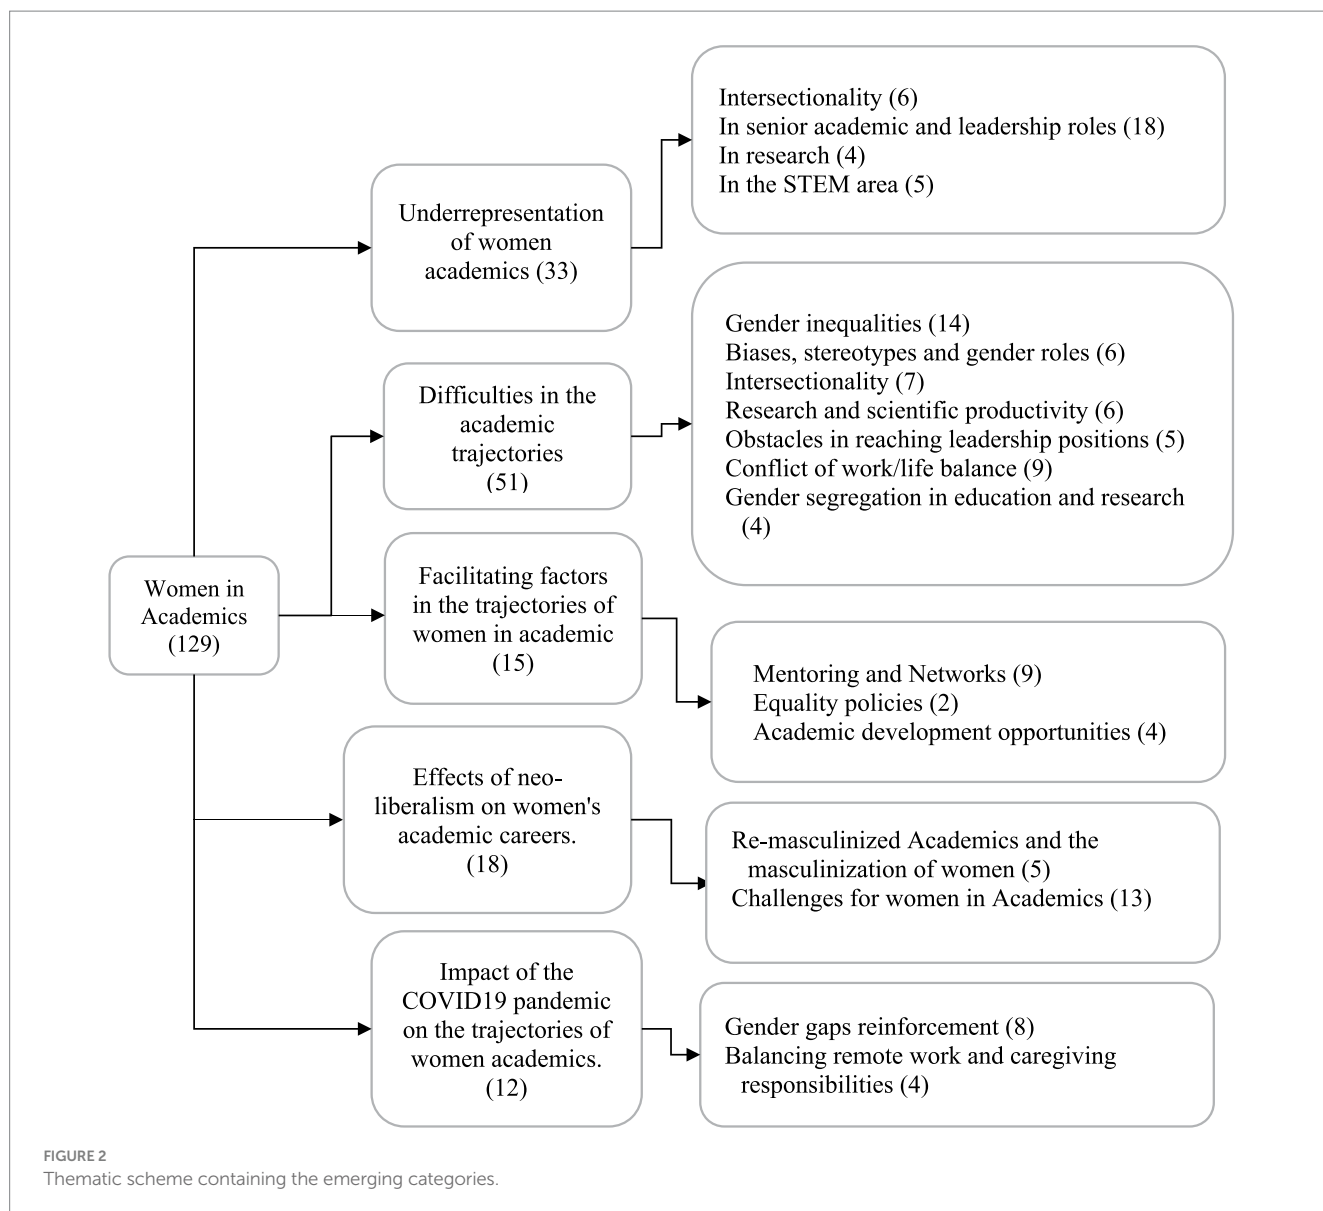 Women in
Academics
(129)
Underrepresentation
of women
academics (33)
Intersectionality (6)
In senior academic and leadership roles (18)
In research (4)
In the STEM area (5)
Difficulties in the
academic
trajectories
(51)
Gender inequalities (14)
Biases, stereotypes and gender roles (6)
Intersectionality (7)
Research and scientific productivity (6)
Obstacles in reaching leadership positions (5)
Conflict of work/life balance (9)
Gender segregation in education and research
(4)
Facilitating factors
in the trajectories of
women in academic
(15)
Mentoring and Networks (9)
Equality policies (2)
Academic development opportunities (4)
Effects of neo-
liberalism on women's
academic careers.
(18)
Re-masculinized Academics and the
masculinization of women (5)
Challenges for women in Academics (13)
Impact of the
COVID19 pandemic
on the trajectories of
women academics.
(12)
Gender gaps reinforcement (8)
Balancing remote work and caregiving
responsibilities (4)
FIGURE 2
Thematic scheme containing the emerging categories.